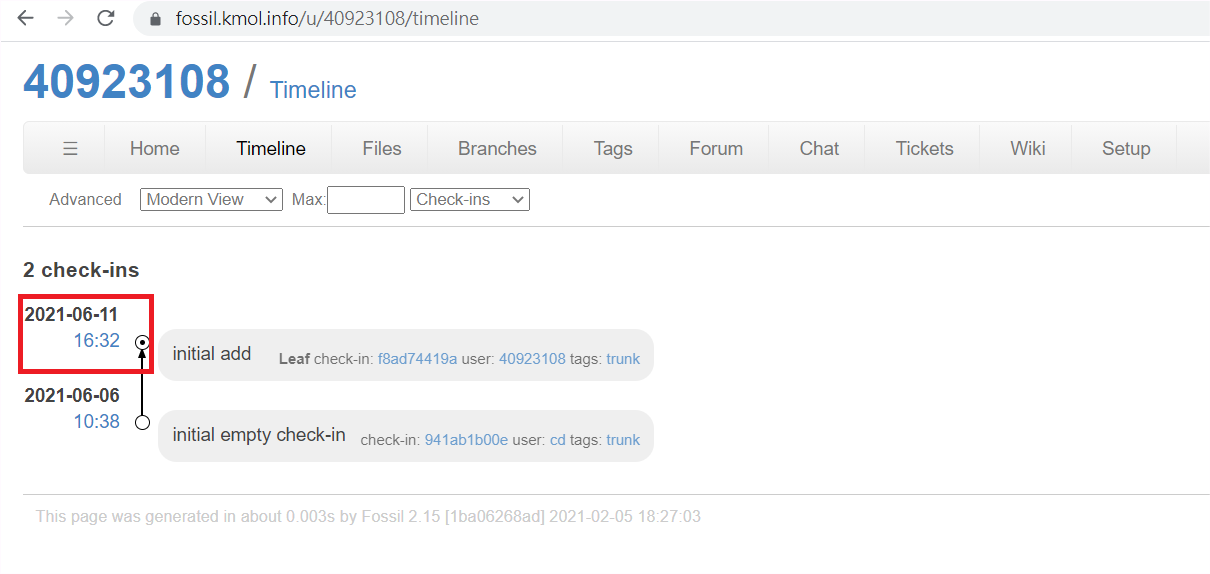 fossil.kmol.info/u/40923108/timeline
40923108 / Timeline
☰ Home Timeline Files Branches Tags Forum Chat Tickets Wiki Setup
Advanced Modern View Max: Check-ins
2 check-ins
2021-06-11
16:32
initial add Leaf check-in: f8ad74419a user: 40923108 tags: trunk
2021-06-06
10:38
initial empty check-in check-in: 941ab1b00e user: cd tags: trunk
This page was generated in about 0.003s by Fossil 2.15 [1ba06268ad] 2021-02-05 18:27:03